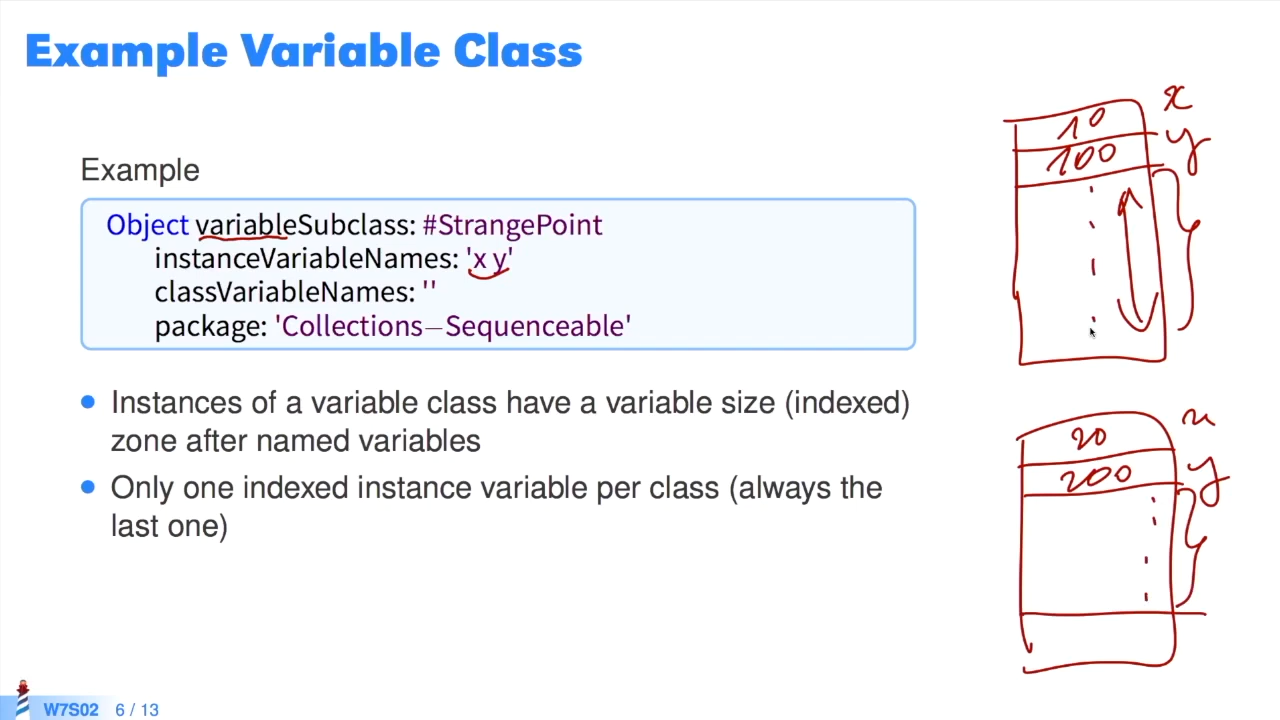 Example Variable Class
Example
Object variableSubclass: #StrangePoint
instanceVariableNames: 'x y'
classVariableNames: ''
package: 'Collections–Sequenceable'
Instances of a variable class have a variable size (indexed)
zone after named variables
Only one indexed instance variable per class (always the
last one)
10 x
100 y
20 x
200 y
W7S02 6 / 13